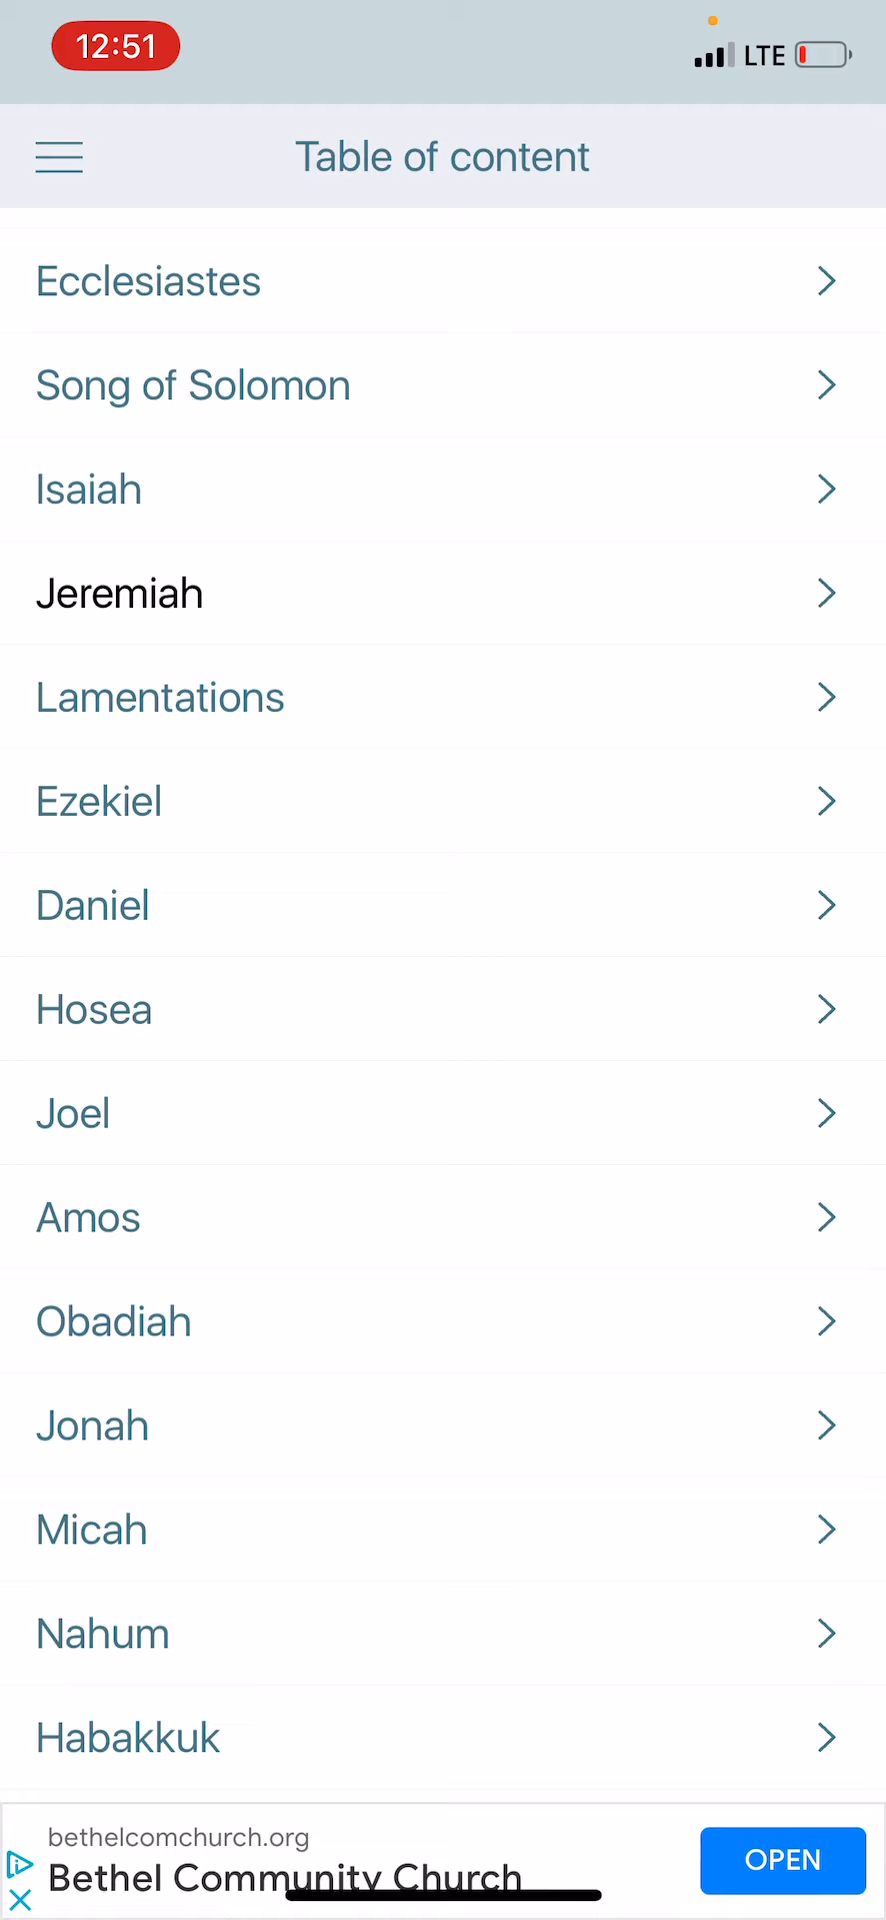 12:51
LTE
Table of content
Ecclesiastes
Song of Solomon
Isaiah
Jeremiah
Lamentations
Ezekiel
Daniel
Hosea
Joel
Amos
Obadiah
Jonah
Micah
Nahum
Habakkuk
bethelcomchurch.org
Bethel Community Church
OPEN